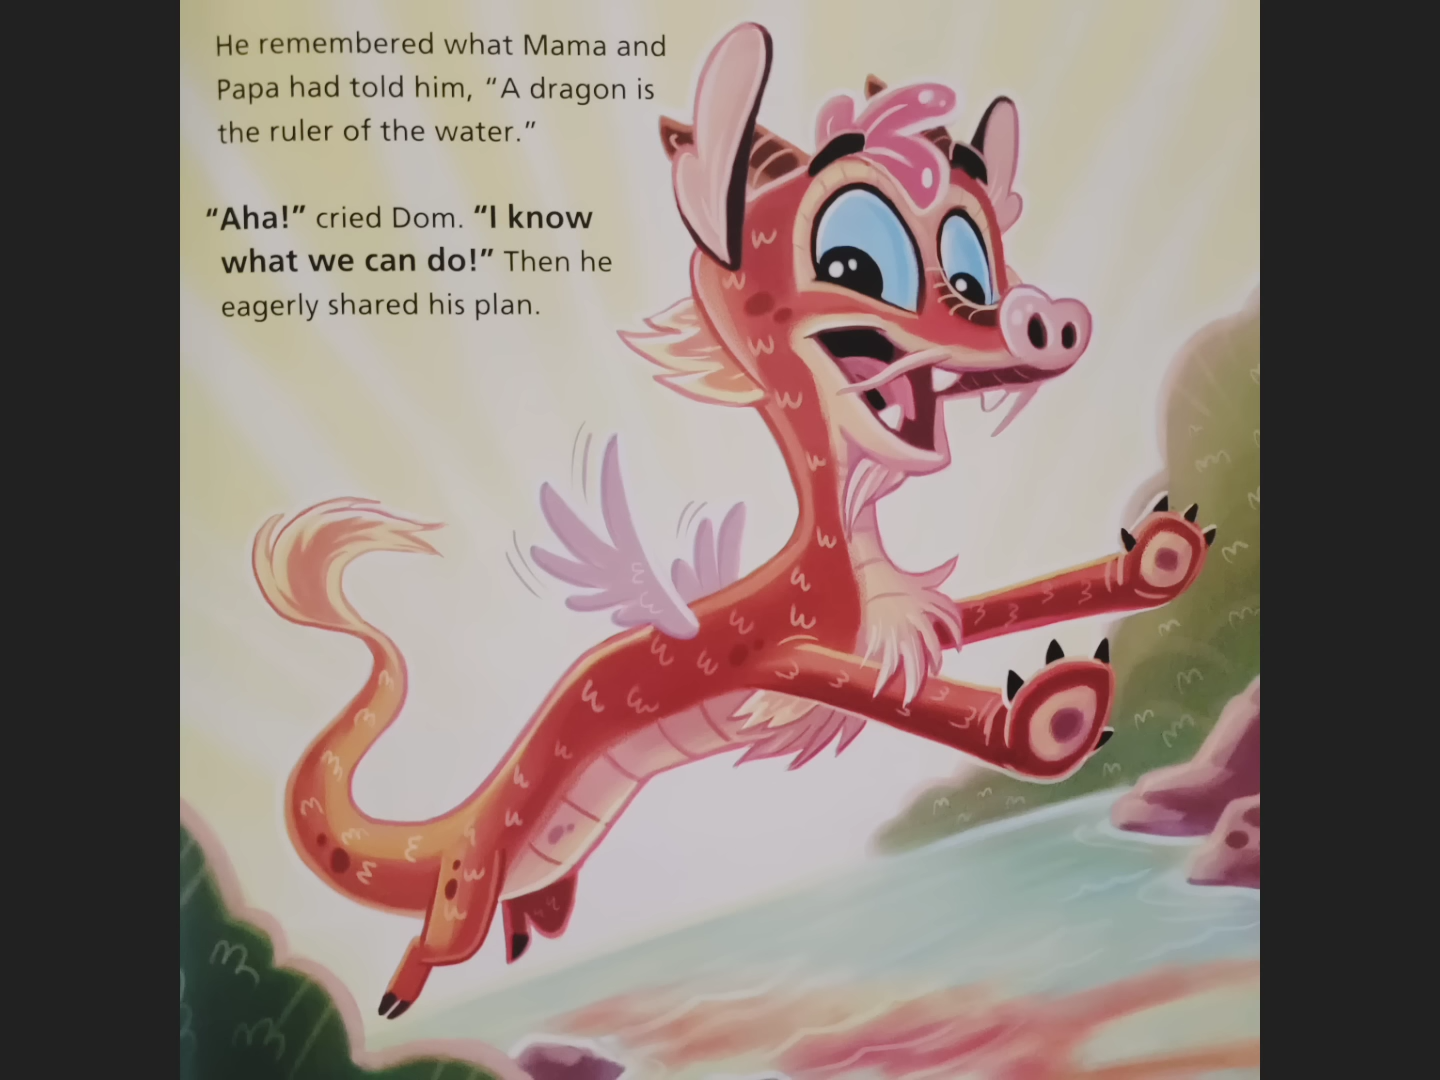 He remembered what Mama and
Papa had told him, “A dragon is
the ruler of the water.”
“Aha!” cried Dom. “I know
what we can do!” Then he
eagerly shared his plan.